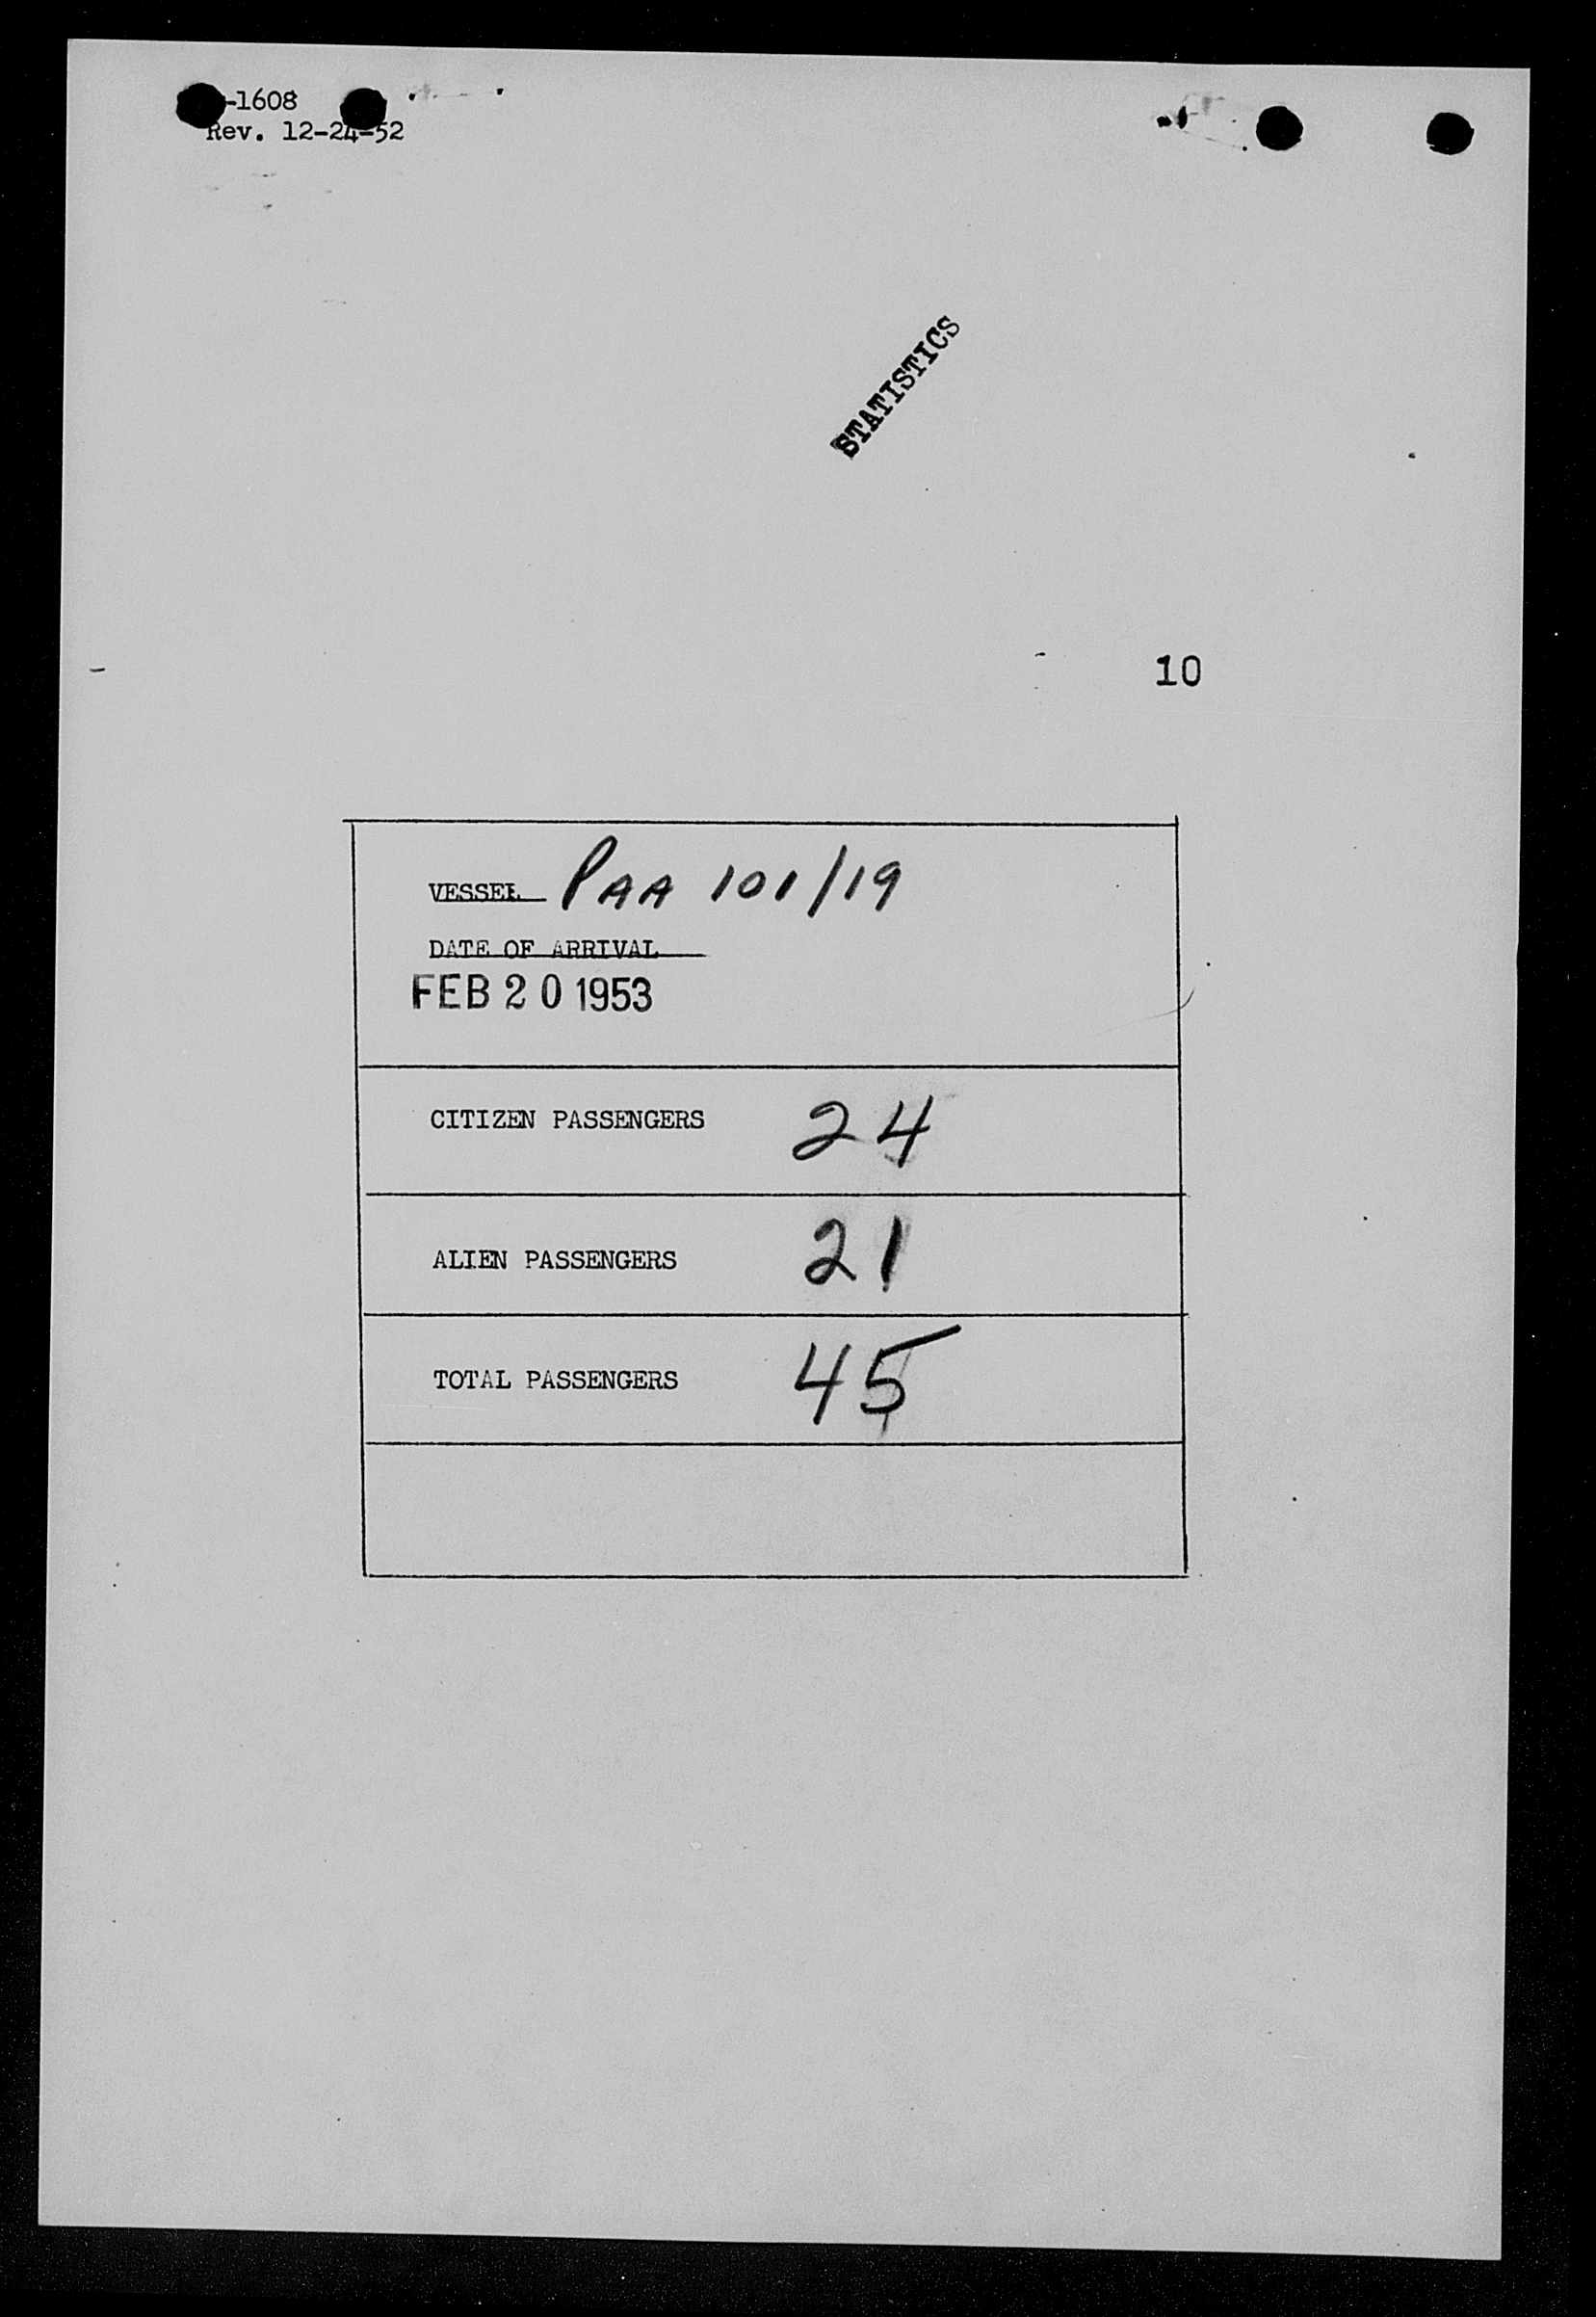 -1608
Rev. 12-24-52
STATISTICS
10
VESSEL PAA 101/19
DATE OF ARRIVAL
FEB 20 1953
CITIZEN PASSENGERS 24
ALIEN PASSENGERS 21
TOTAL PASSENGERS 45